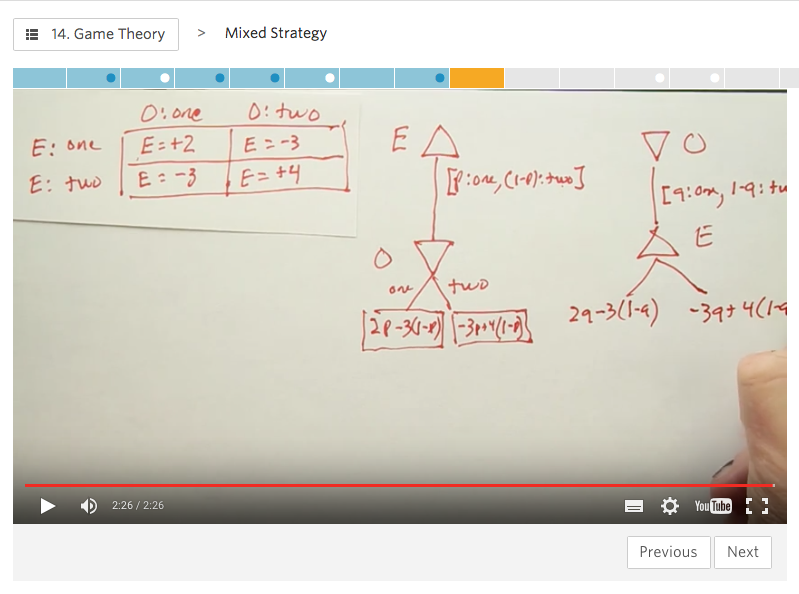 14. Game Theory > Mixed Strategy
O: one O: two
E: one E=+2 E=-3
E: two E=-3 E=+4
E
[p:one, (1-p):two]
O
one two
2p-3(1-p) -3p+4(1-p)
O
[q:one, 1-q: tw
E
2q-3(1-q) -3q+4(1-q
2:26 / 2:26
YouTube
Previous Next